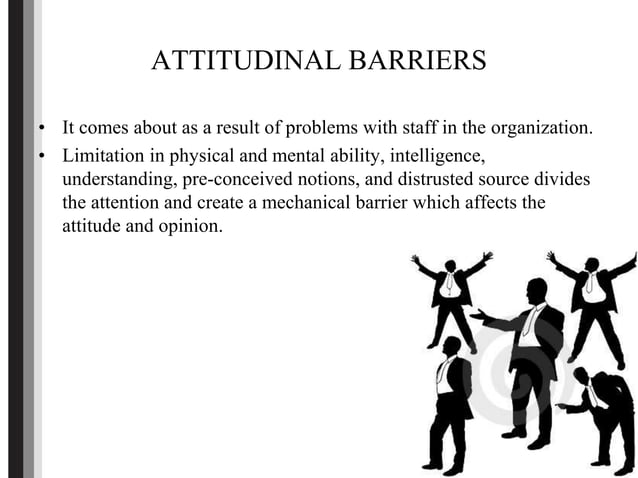 ATTITUDINAL BARRIERS
• It comes about as a result of problems with staff in the organization.
• Limitation in physical and mental ability, intelligence,
understanding, pre-conceived notions, and distrusted source divides
the attention and create a mechanical barrier which affects the
attitude and opinion.